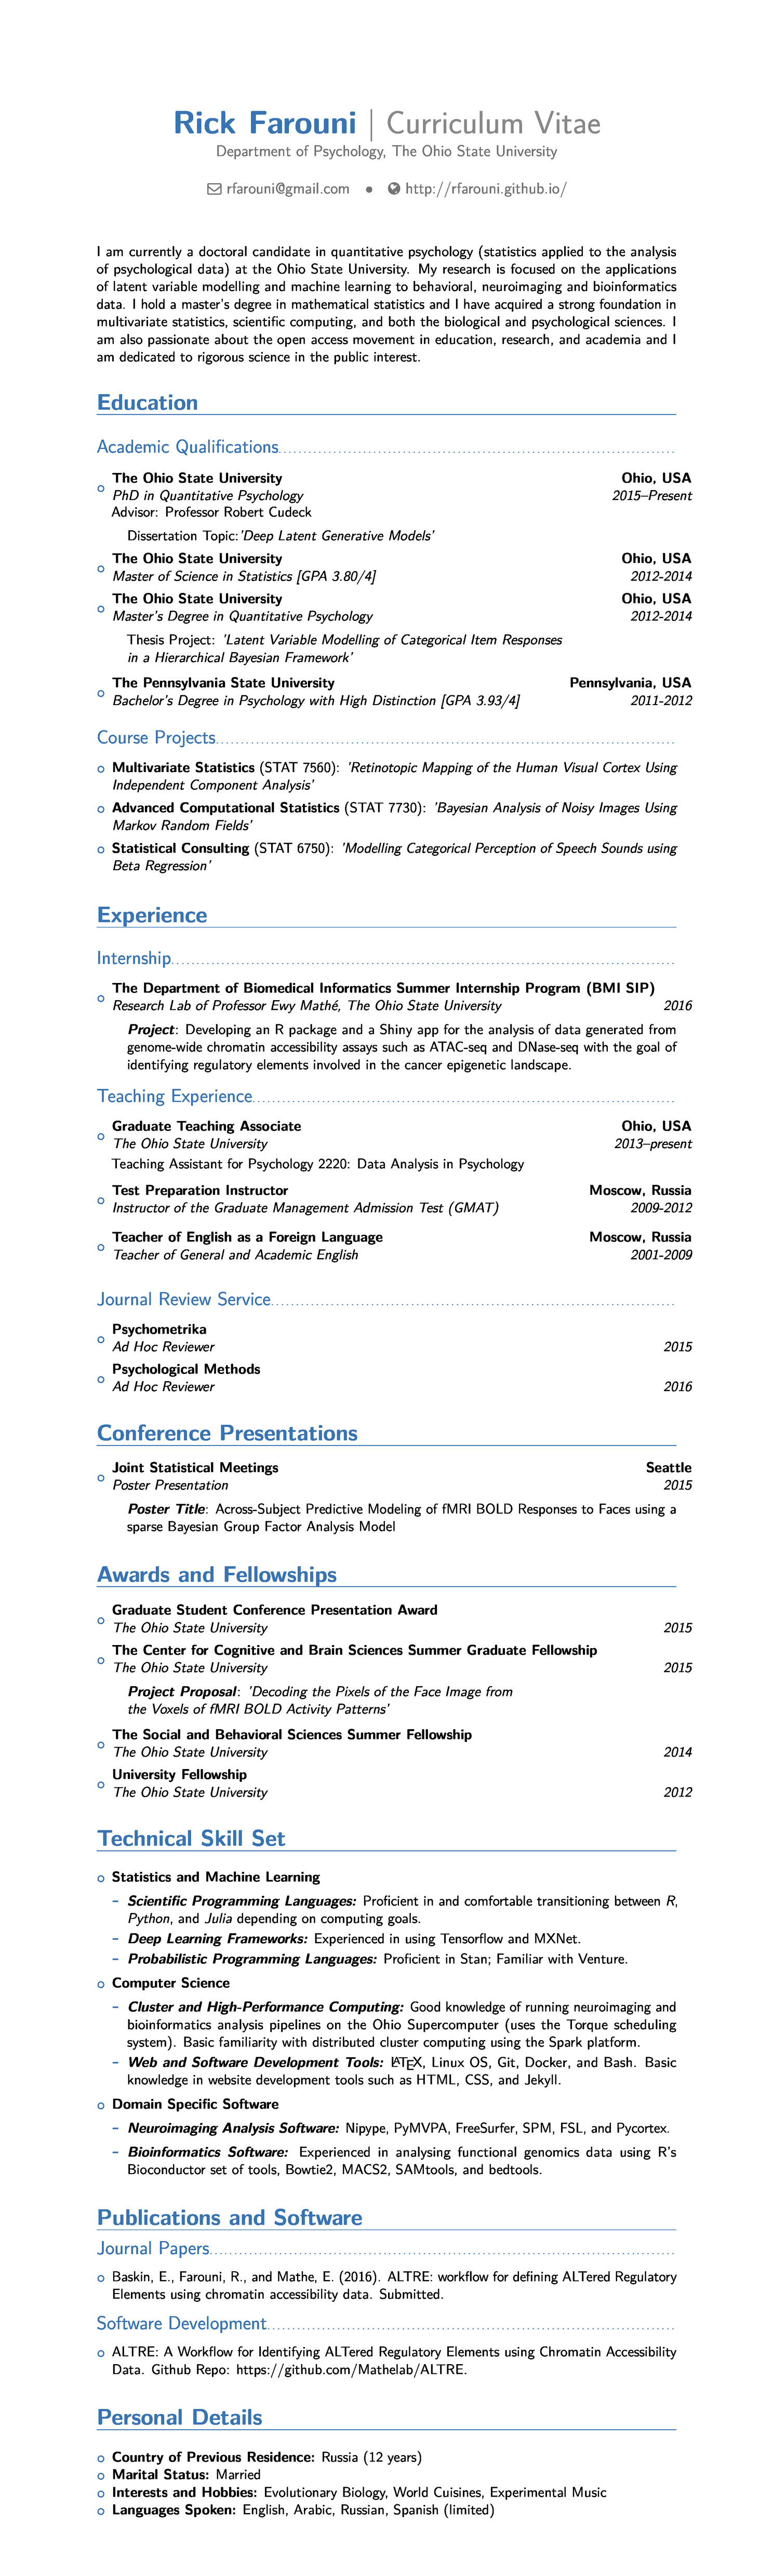 Rick Farouni | Curriculum Vitae
Department of Psychology, The Ohio State University
rfarouni@gmail.com • http://rfarouni.github.io/
I am currently a doctoral candidate in quantitative psychology (statistics applied to the analysis
of psychological data) at the Ohio State University. My research is focused on the applications
of latent variable modelling and machine learning to behavioral, neuroimaging and bioinformatics
data. I hold a master's degree in mathematical statistics and I have acquired a strong foundation in
multivariate statistics, scientific computing, and both the biological and psychological sciences. I
am also passionate about the open access movement in education, research, and academia and I
am dedicated to rigorous science in the public interest.
Education
Academic Qualifications
The Ohio State University Ohio, USA
PhD in Quantitative Psychology 2015–Present
Advisor: Professor Robert Cudeck
Dissertation Topic:'Deep Latent Generative Models'
The Ohio State University Ohio, USA
Master of Science in Statistics [GPA 3.80/4] 2012-2014
The Ohio State University Ohio, USA
Master's Degree in Quantitative Psychology 2012-2014
Thesis Project: 'Latent Variable Modelling of Categorical Item Responses
in a Hierarchical Bayesian Framework'
The Pennsylvania State University Pennsylvania, USA
Bachelor's Degree in Psychology with High Distinction [GPA 3.93/4] 2011-2012
Course Projects
Multivariate Statistics (STAT 7560): 'Retinotopic Mapping of the Human Visual Cortex Using
Independent Component Analysis'
Advanced Computational Statistics (STAT 7730): 'Bayesian Analysis of Noisy Images Using
Markov Random Fields'
Statistical Consulting (STAT 6750): 'Modelling Categorical Perception of Speech Sounds using
Beta Regression'
Experience
Internship
The Department of Biomedical Informatics Summer Internship Program (BMI SIP)
Research Lab of Professor Ewy Mathé, The Ohio State University 2016
Project: Developing an R package and a Shiny app for the analysis of data generated from
genome-wide chromatin accessibility assays such as ATAC-seq and DNase-seq with the goal of
identifying regulatory elements involved in the cancer epigenetic landscape.
Teaching Experience
Graduate Teaching Associate Ohio, USA
The Ohio State University 2013–present
Teaching Assistant for Psychology 2220: Data Analysis in Psychology
Test Preparation Instructor Moscow, Russia
Instructor of the Graduate Management Admission Test (GMAT) 2009-2012
Teacher of English as a Foreign Language Moscow, Russia
Teacher of General and Academic English 2001-2009
Journal Review Service
Psychometrika
Ad Hoc Reviewer 2015
Psychological Methods
Ad Hoc Reviewer 2016
Conference Presentations
Joint Statistical Meetings Seattle
Poster Presentation 2015
Poster Title: Across-Subject Predictive Modeling of fMRI BOLD Responses to Faces using a
sparse Bayesian Group Factor Analysis Model
Awards and Fellowships
Graduate Student Conference Presentation Award
The Ohio State University 2015
The Center for Cognitive and Brain Sciences Summer Graduate Fellowship
The Ohio State University 2015
Project Proposal: 'Decoding the Pixels of the Face Image from
the Voxels of fMRI BOLD Activity Patterns'
The Social and Behavioral Sciences Summer Fellowship
The Ohio State University 2014
University Fellowship
The Ohio State University 2012
Technical Skill Set
Statistics and Machine Learning
– Scientific Programming Languages: Proficient in and comfortable transitioning between R,
Python, and Julia depending on computing goals.
– Deep Learning Frameworks: Experienced in using Tensorflow and MXNet.
– Probabilistic Programming Languages: Proficient in Stan; Familiar with Venture.
Computer Science
– Cluster and High-Performance Computing: Good knowledge of running neuroimaging and
bioinformatics analysis pipelines on the Ohio Supercomputer (uses the Torque scheduling
system). Basic familiarity with distributed cluster computing using the Spark platform.
– Web and Software Development Tools: LATEX, Linux OS, Git, Docker, and Bash. Basic
knowledge in website development tools such as HTML, CSS, and Jekyll.
Domain Specific Software
– Neuroimaging Analysis Software: Nipype, PyMVPA, FreeSurfer, SPM, FSL, and Pycortex.
– Bioinformatics Software: Experienced in analysing functional genomics data using R's
Bioconductor set of tools, Bowtie2, MACS2, SAMtools, and bedtools.
Publications and Software
Journal Papers
Baskin, E., Farouni, R., and Mathe, E. (2016). ALTRE: workflow for defining ALTered Regulatory
Elements using chromatin accessibility data. Submitted.
Software Development
ALTRE: A Workflow for Identifying ALTered Regulatory Elements using Chromatin Accessibility
Data. Github Repo: https://github.com/Mathelab/ALTRE.
Personal Details
Country of Previous Residence: Russia (12 years)
Marital Status: Married
Interests and Hobbies: Evolutionary Biology, World Cuisines, Experimental Music
Languages Spoken: English, Arabic, Russian, Spanish (limited)